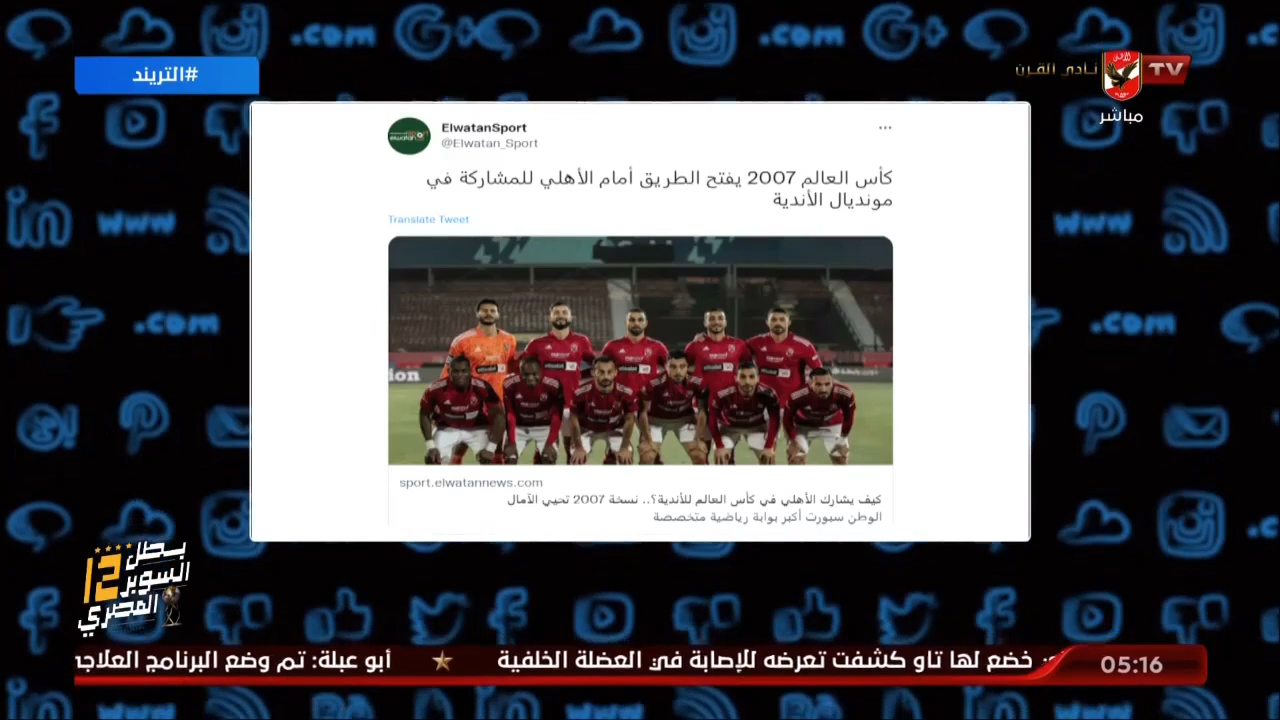 #التريند
نادي القرن
TV
مباشر
ElwatanSport
@Elwatan_Sport
كأس العالم 2007 يفتح الطريق أمام الأهلي للمشاركة في
مونديال الأندية
Translate Tweet
sport.elwatannews.com
كيف يشارك الأهلي في كأس العالم للأندية؟.. نسخة 2007 تحيي الآمال
الوطن سبورت أكبر بوابة رياضية متخصصة
بطل
السوبر 12
المصري
خضع لها تاو كشفت تعرضه للإصابة في العضلة الخلفية
أبو عبلة: تم وضع البرنامج العلاجي
05:16